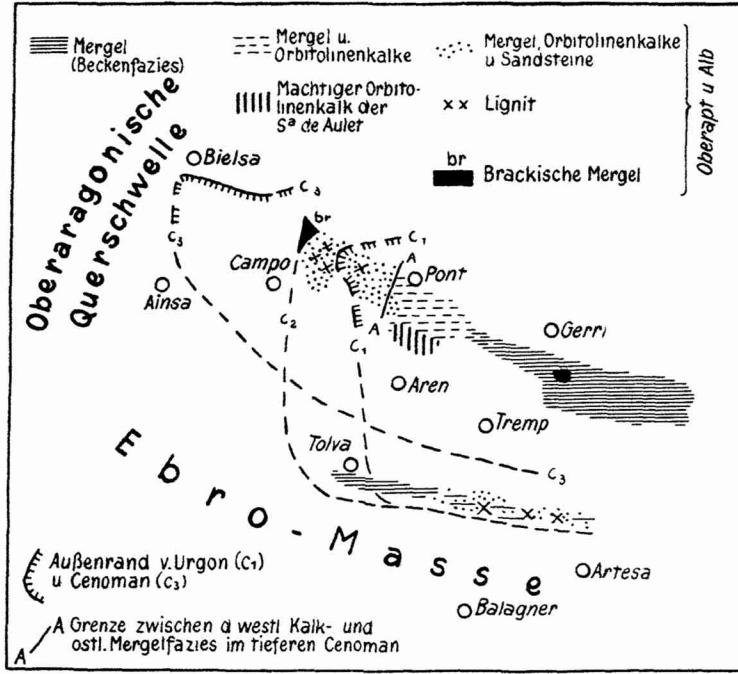 Mergel
(Beckenfazies)
Mergel u.
Orbitolinenkalke
Mergel, Orbitolinenkalke
u Sandsteine
Machtiger Orbito-
linenkalk der
Sª de Aulet
Lignit
br
Brackische Mergel
Oberapt u Alb
Oberaragonische
Querschwelle
Bielsa
C3
br
C3
C1
A
Campo
Pont
Ainsa
C2
A
C1
Gerri
Aren
Tremp
Tolva
C3
Ebro-Masse
Artesa
Balagner
Außenrand v. Urgon (C1)
u Cenoman (C3)
A Grenze zwischen d westl Kalk- und
A ostl. Mergelfazies im tieferen Cenoman